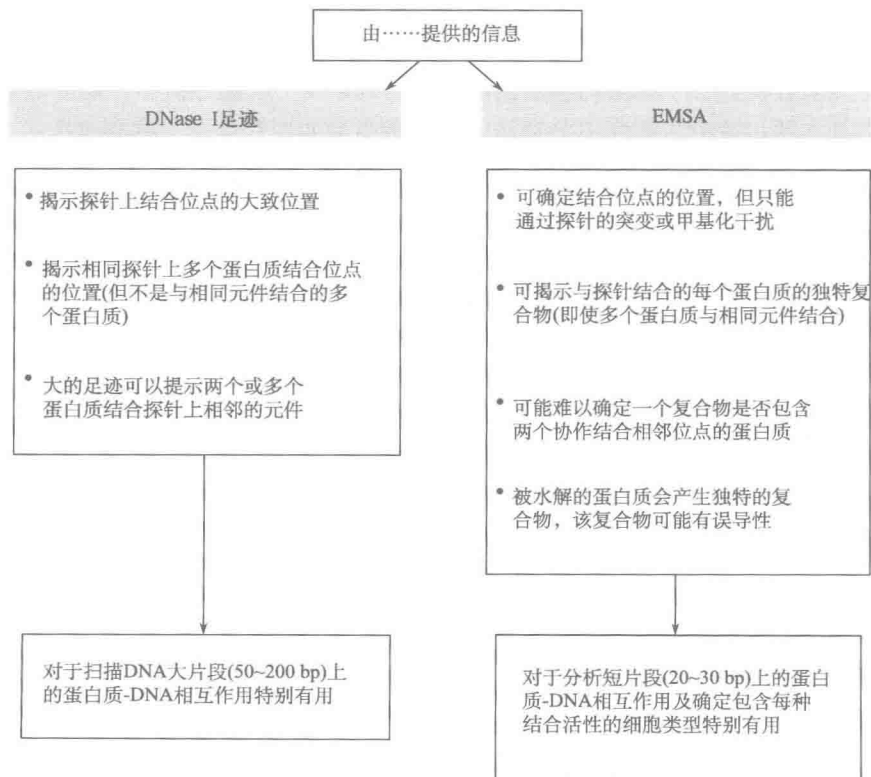 由……提供的信息
DNase I足迹
• 揭示探针上结合位点的大致位置
• 揭示相同探针上多个蛋白质结合位点
的位置(但不是与相同元件结合的多
个蛋白质)
• 大的足迹可以提示两个或多个
蛋白质结合探针上相邻的元件
对于扫描DNA大片段(50~200 bp)上
的蛋白质-DNA相互作用特别有用
EMSA
• 可确定结合位点的位置，但只能
通过探针的突变或甲基化干扰
• 可揭示与探针结合的每个蛋白质的独特复
合物(即使多个蛋白质与相同元件结合)
• 可能难以确定一个复合物是否包含
两个协作结合相邻位点的蛋白质
• 被水解的蛋白质会产生独特的复
合物，该复合物可能有误导性
对于分析短片段(20~30 bp)上的蛋白
质-DNA相互作用及确定包含每种
结合活性的细胞类型特别有用